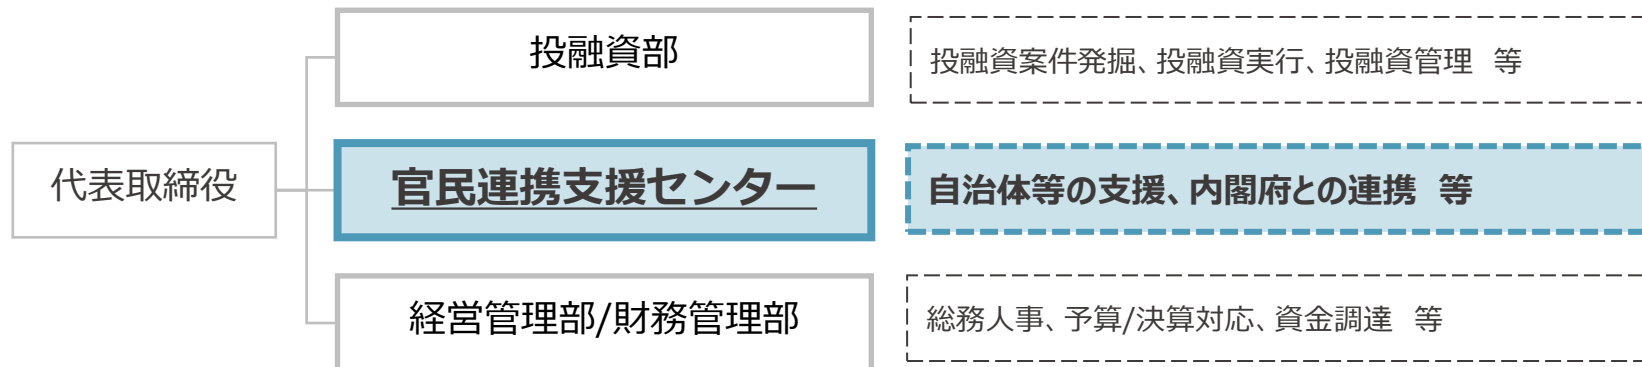 投融資部
投融資案件発掘、投融資実行、投融資管理 等
代表取締役
官民連携支援センター
自治体等の支援、内閣府との連携 等
経営管理部/財務管理部
総務人事、予算/決算対応、資金調達 等